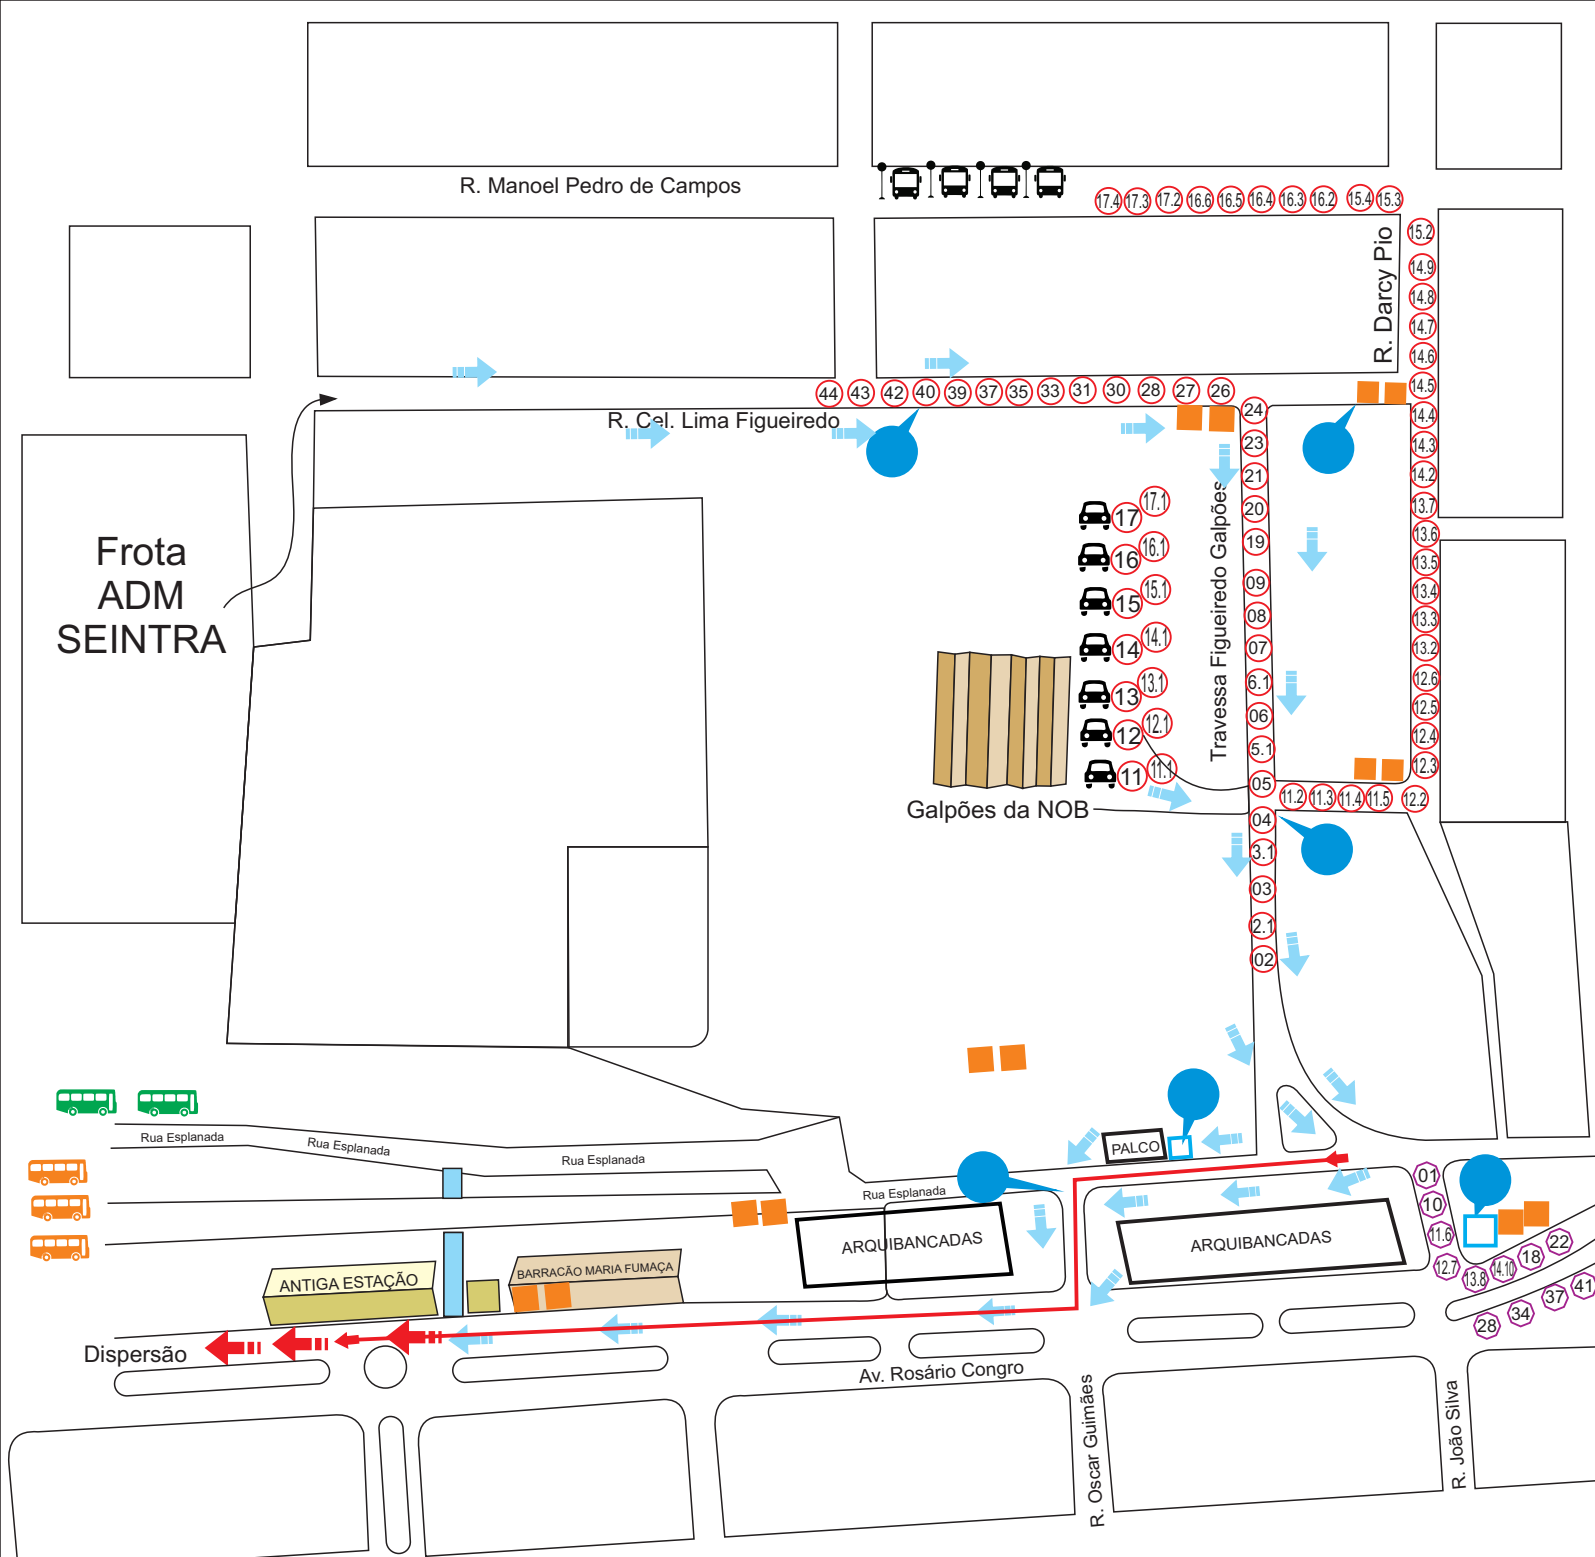 R. Manoel Pedro de Campos
17.4 17.3 17.2 16.6 16.5 16.4 16.3 16.2 15.4 15.3
R. Darcy Pio
15.2
14.9
14.8
14.7
14.6
14.5
14.4
14.3
14.2
13.7
13.6
13.5
13.4
13.3
13.2
12.6
12.5
12.4
12.3
44 43 42 40 39 37 35 33 31 30 28 27 26
R. Cel. Lima Figueiredo
24
23
21
20
19
09
08
07
6.1
06
5.1
05
04
3.1
03
2.1
02
Travessa Figueiredo Galpões
17 17.1
16 16.1
15 15.1
14 14.1
13 13.1
12 12.1
11 11.1
11.2 11.3 11.4 11.5 12.2
Galpões da NOB
Frota
ADM
SEINTRA
Rua Esplanada
Rua Esplanada
Rua Esplanada
Rua Esplanada
PALCO
ARQUIBANCADAS
ARQUIBANCADAS
01
10
11.6
12.7
13.8
14.10
18
22
28
34
37
41
ANTIGA ESTAÇÃO
BARRACÃO MARIA FUMAÇA
Dispersão
Av. Rosário Congro
R. Oscar Guimães
R. João Silva